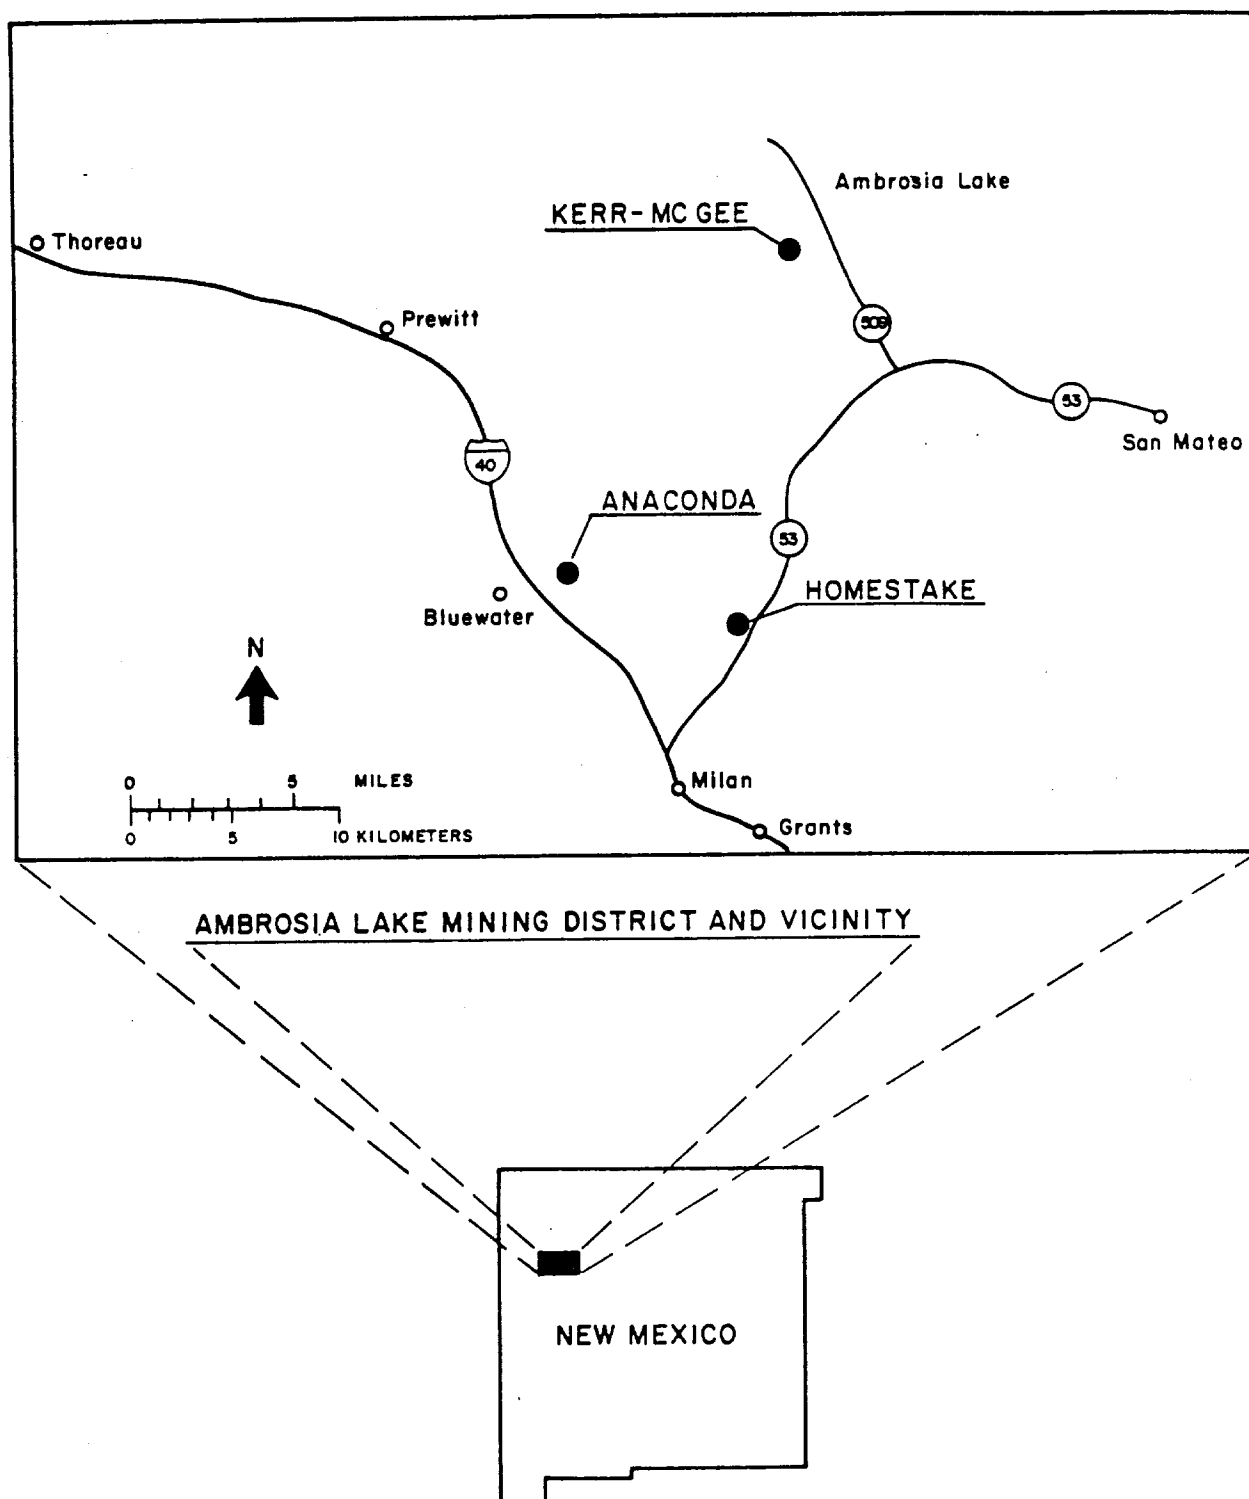 Ambrosia Lake
KERR-MC GEE
Thoreau
Prewitt
509
53
San Mateo
40
ANACONDA
53
HOMESTAKE
Bluewater
N
0 5 MILES
0 5 10 KILOMETERS
Milan
Grants
AMBROSIA LAKE MINING DISTRICT AND VICINITY
NEW MEXICO